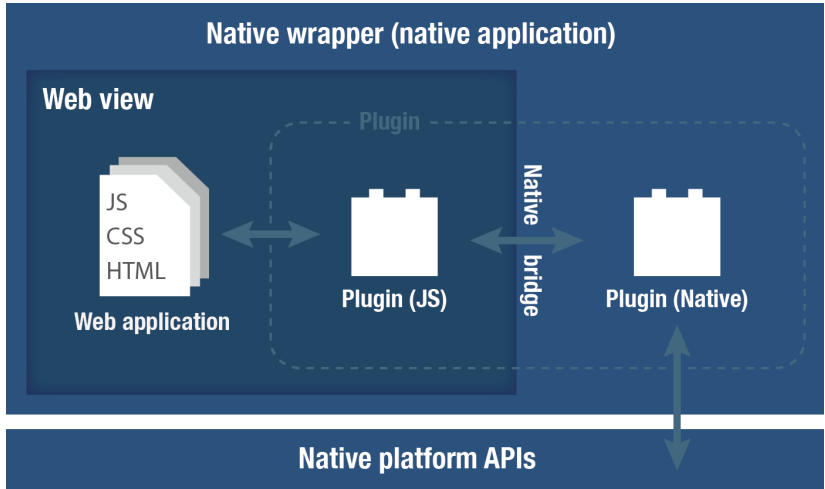 Native wrapper (native application)
Web view
Plugin
JS
CSS
HTML
Web application
Plugin (JS)
Native bridge
Plugin (Native)
Native platform APIs